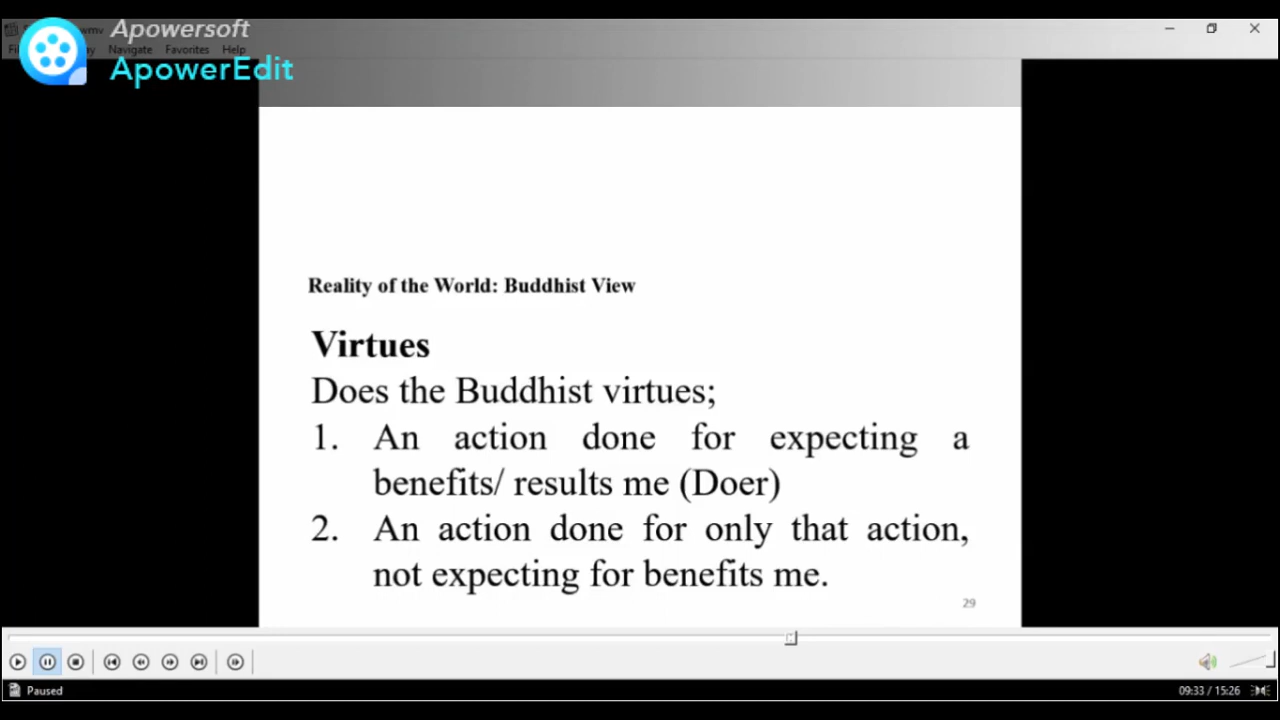 Apowersoft
ApowerEdit
Navigate Favorites Help
Reality of the World: Buddhist View
Virtues
Does the Buddhist virtues;
1. An action done for expecting a
benefits/ results me (Doer)
2. An action done for only that action,
not expecting for benefits me.
29
Paused
09:33 / 15:26